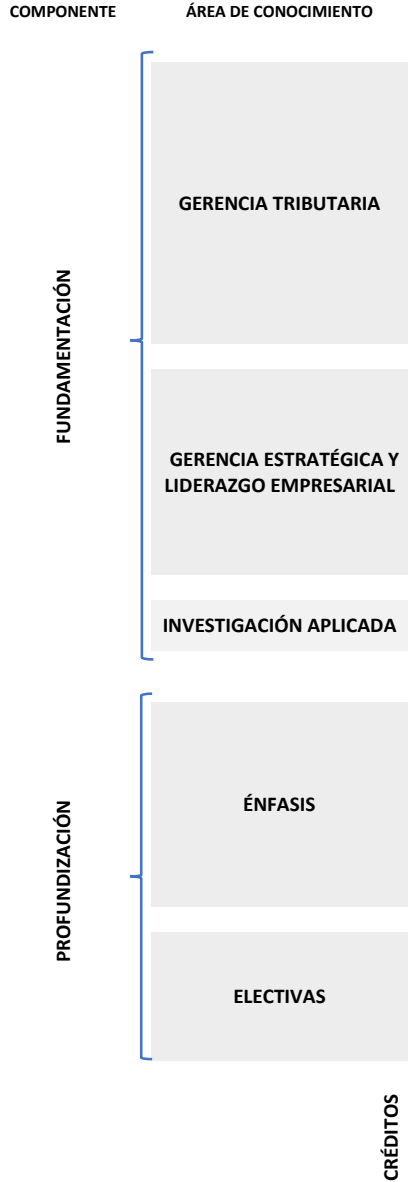 COMPONENTE
ÁREA DE CONOCIMIENTO
FUNDAMENTACIÓN
GERENCIA TRIBUTARIA
GERENCIA ESTRATÉGICA Y
LIDERAZGO EMPRESARIAL
INVESTIGACIÓN APLICADA
PROFUNDIZACIÓN
ÉNFASIS
ELECTIVAS
CRÉDITOS